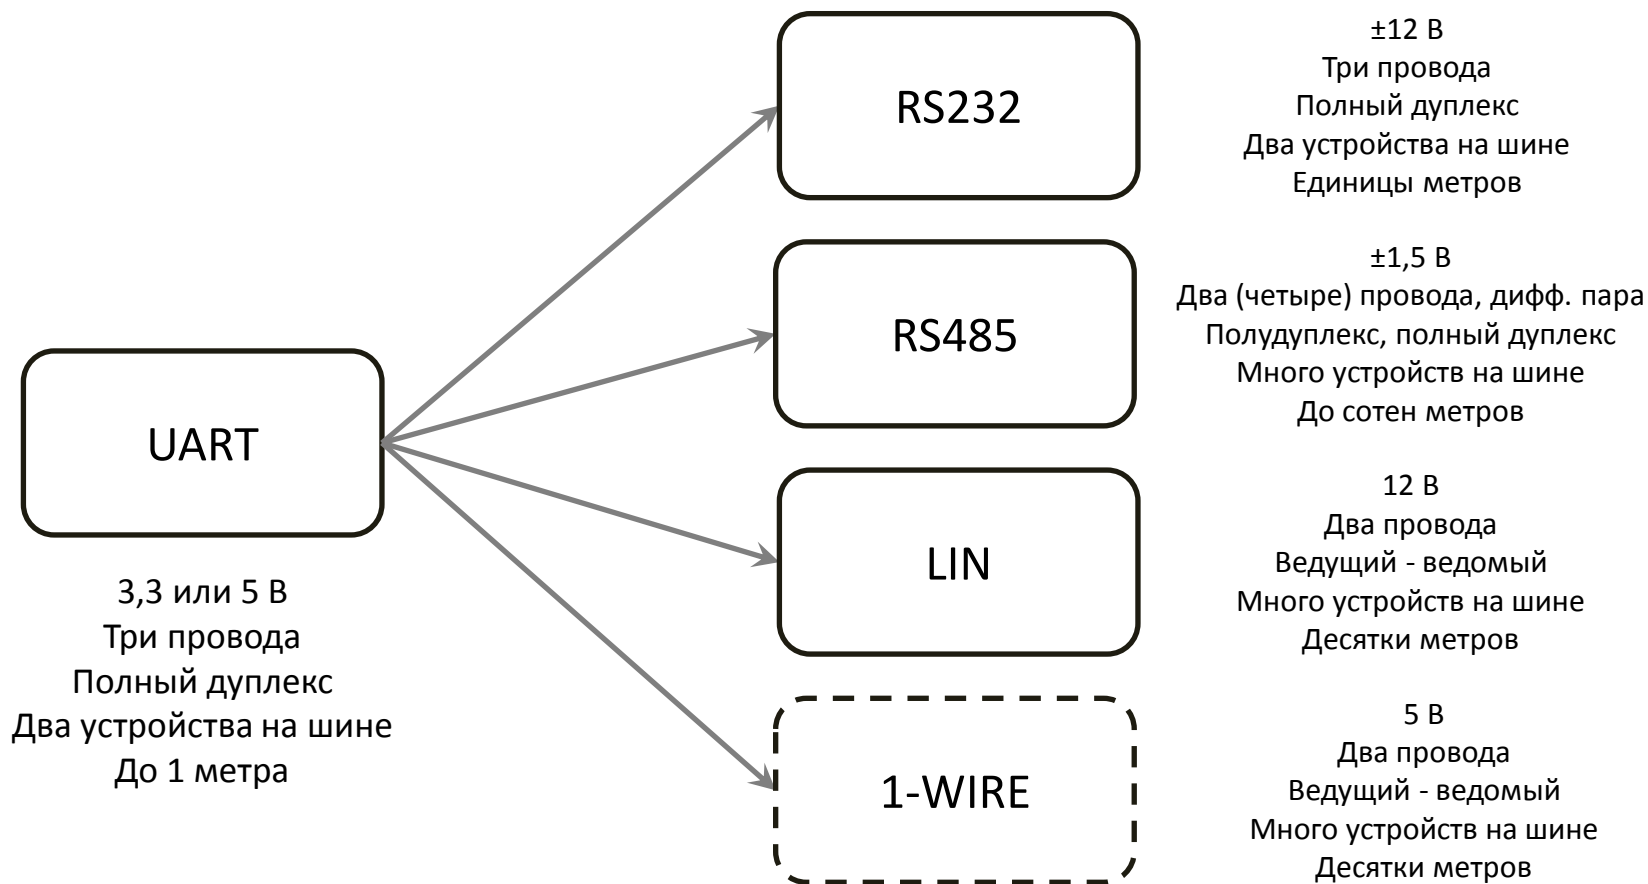 UART
3,3 или 5 В
Три провода
Полный дуплекс
Два устройства на шине
До 1 метра
RS232
±12 В
Три провода
Полный дуплекс
Два устройства на шине
Единицы метров
RS485
±1,5 В
Два (четыре) провода, дифф. пара
Полудуплекс, полный дуплекс
Много устройств на шине
До сотен метров
LIN
12 В
Два провода
Ведущий - ведомый
Много устройств на шине
Десятки метров
1-WIRE
5 В
Два провода
Ведущий - ведомый
Много устройств на шине
Десятки метров